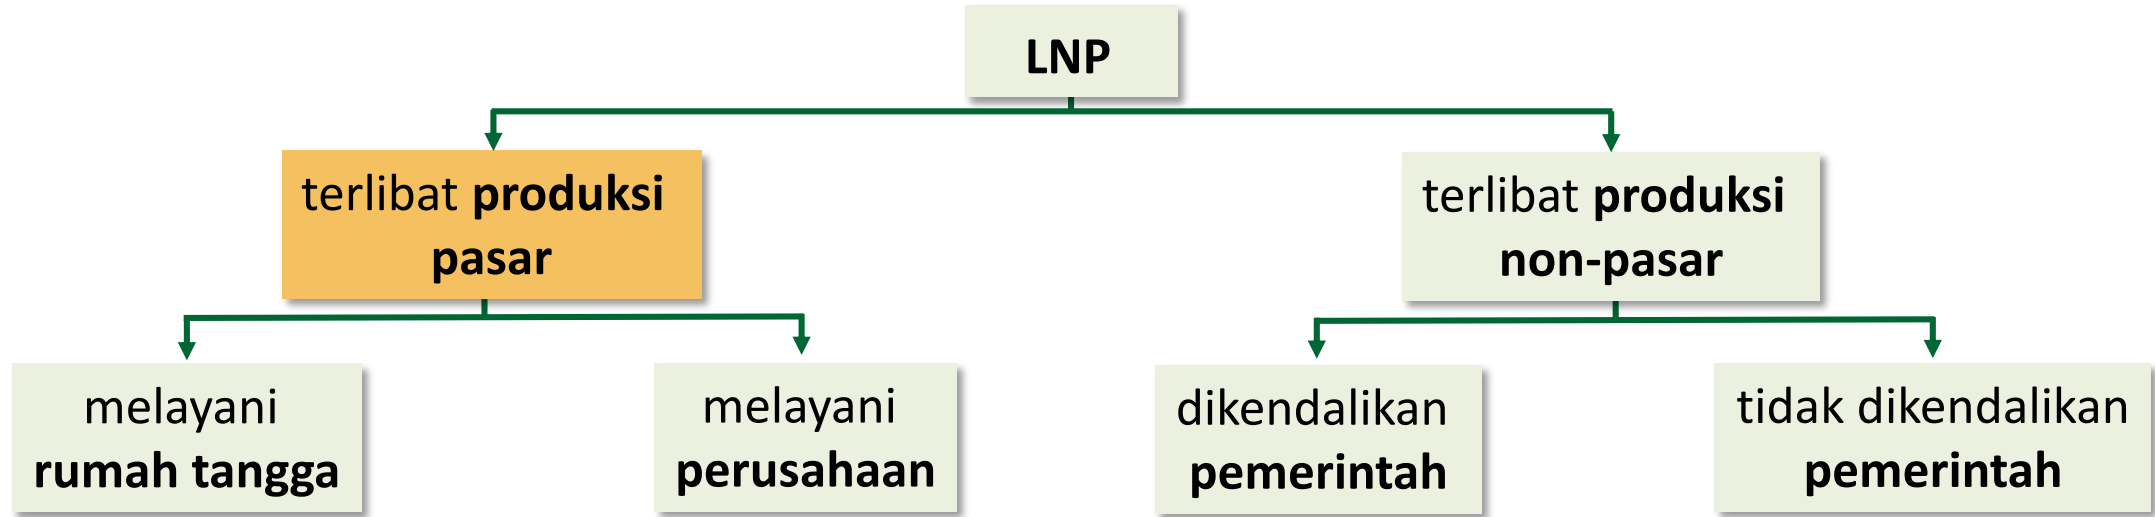 LNP
terlibat produksi
pasar
terlibat produksi
non-pasar
melayani
rumah tangga
melayani
perusahaan
dikendalikan
pemerintah
tidak dikendalikan
pemerintah